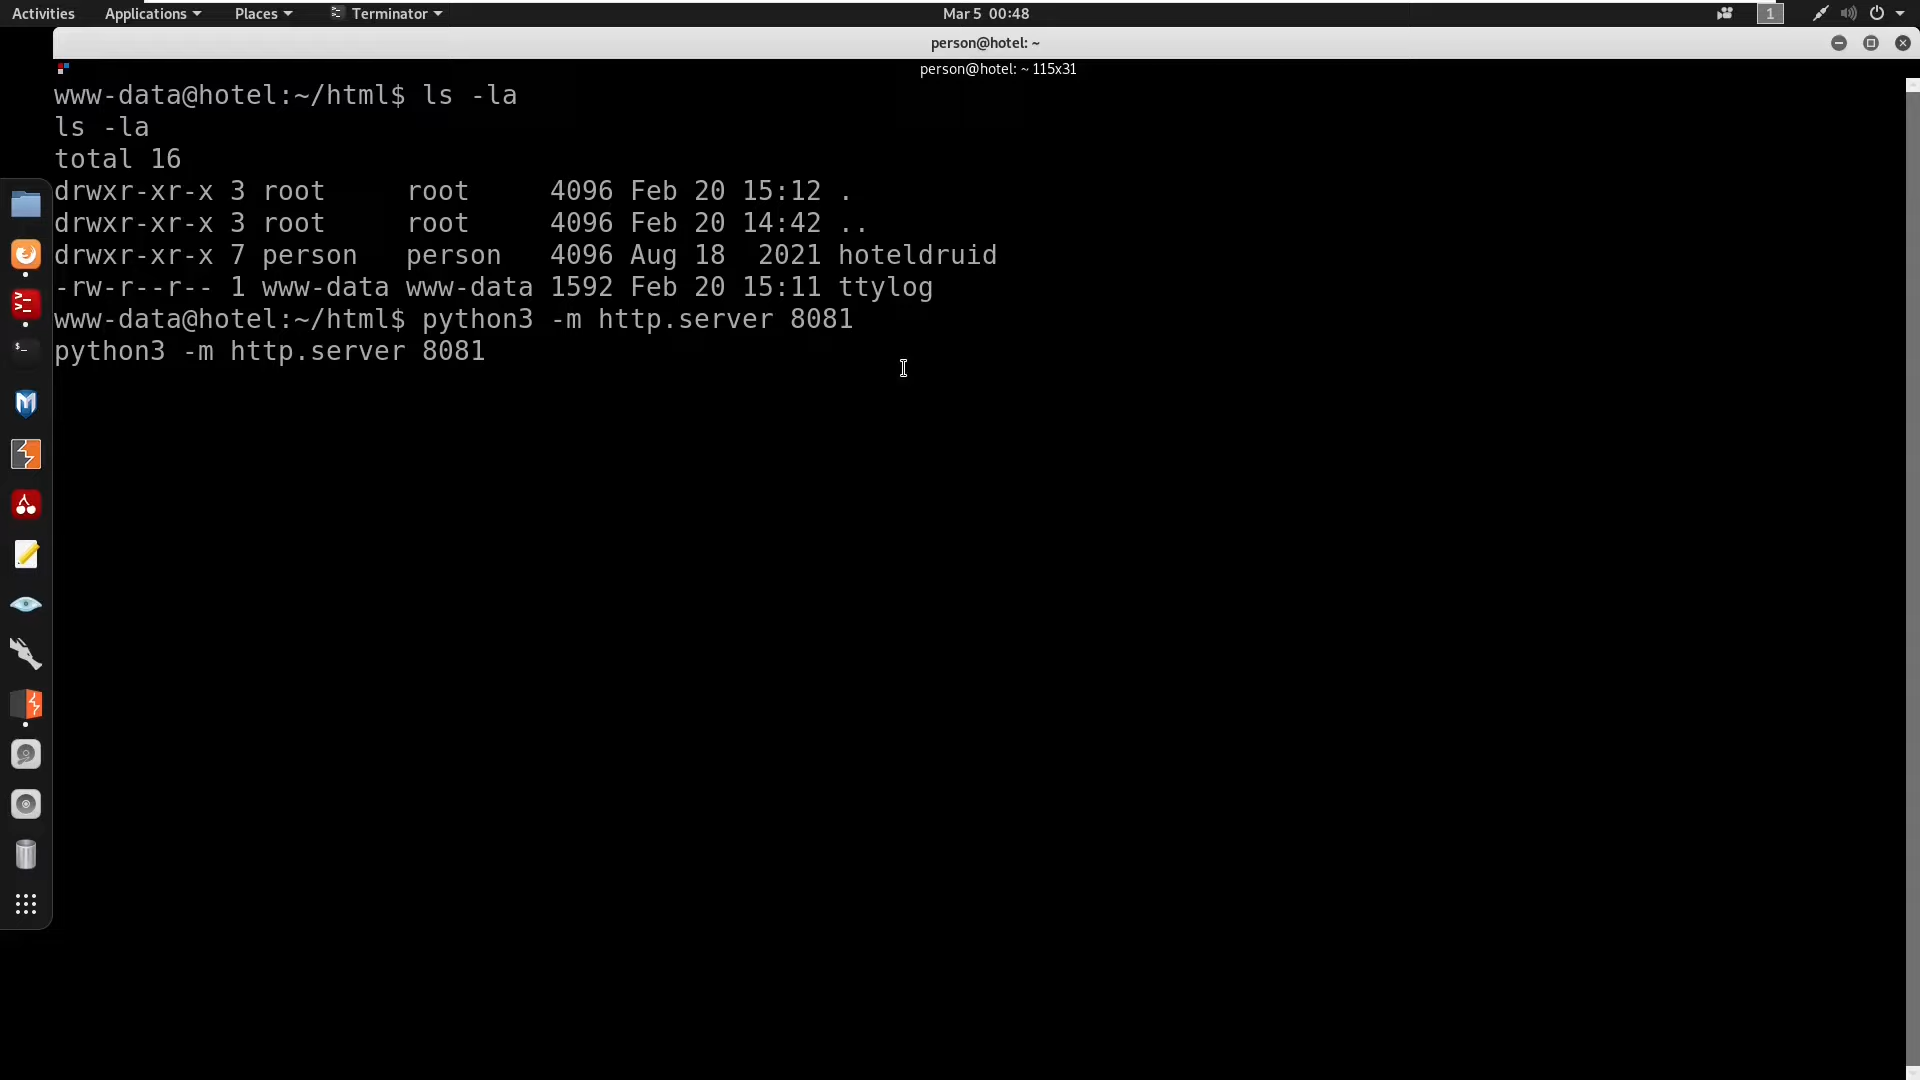 Activities Applications Places Terminator Mar 5 00:48 1
person@hotel: ~
person@hotel: ~ 115x31
www-data@hotel:~/html$ ls -la
ls -la
total 16
drwxr-xr-x 3 root     root     4096 Feb 20 15:12 .
drwxr-xr-x 3 root     root     4096 Feb 20 14:42 ..
drwxr-xr-x 7 person   person   4096 Aug 18  2021 hoteldruid
-rw-r--r-- 1 www-data www-data 1592 Feb 20 15:11 ttylog
www-data@hotel:~/html$ python3 -m http.server 8081
python3 -m http.server 8081